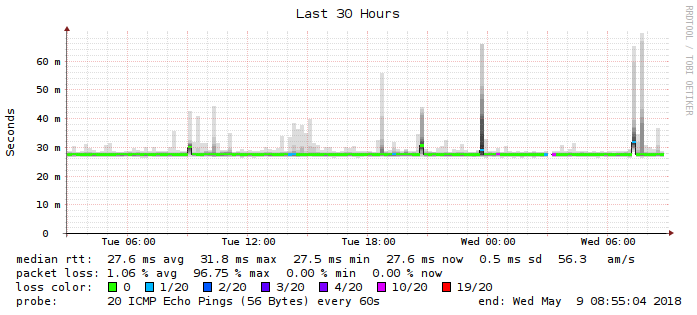 Last 30 Hours
RRDTOOL / TOBI OETIKER
Seconds
60 m
50 m
40 m
30 m
20 m
10 m
0
Tue 06:00 Tue 12:00 Tue 18:00 Wed 00:00 Wed 06:00
median rtt: 27.6 ms avg 31.8 ms max 27.5 ms min 27.6 ms now 0.5 ms sd 56.3 am/s
packet loss: 1.06 % avg 96.75 % max 0.00 % min 0.00 % now
loss color: 0 1/20 2/20 3/20 4/20 10/20 19/20
probe: 20 ICMP Echo Pings (56 Bytes) every 60s end: Wed May 9 08:55:04 2018